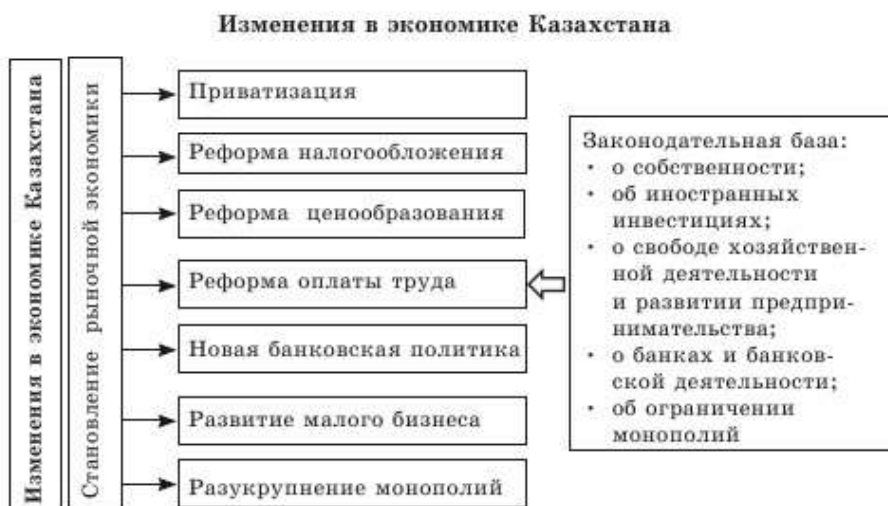 Изменения в экономике Казахстана
Изменения в экономике Казахстана
Становление рыночной экономики
Приватизация
Реформа налогообложения
Реформа ценообразования
Реформа оплаты труда
Новая банковская политика
Развитие малого бизнеса
Разукрупнение монополий
Законодательная база:
· о собственности;
· об иностранных
инвестициях;
· о свободе хозяйствен-
ной деятельности
и развитии предпри-
нимательства;
· о банках и банков-
ской деятельности;
· об ограничении
монополий